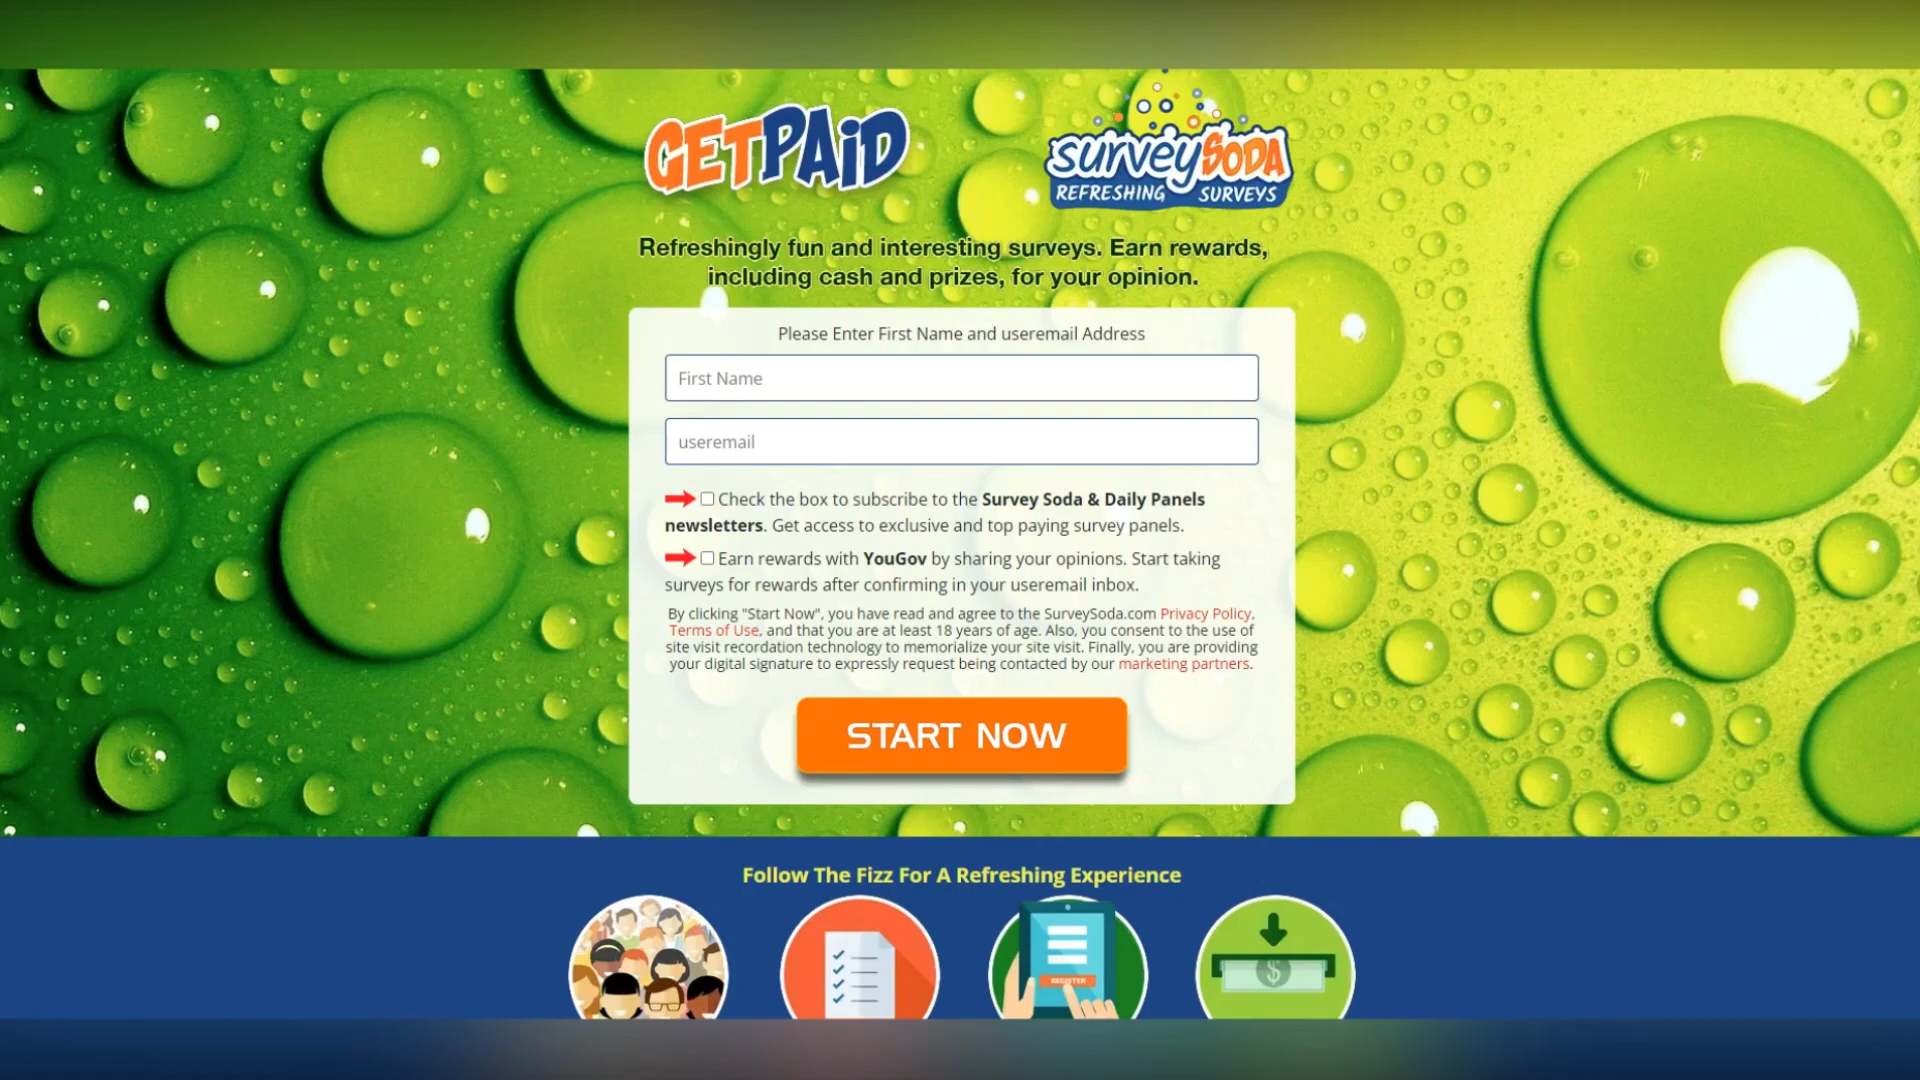 GETPAiD
surveySODA
REFRESHING SURVEYS
Refreshingly fun and interesting surveys. Earn rewards,
including cash and prizes, for your opinion.
Please Enter First Name and useremail Address
First Name
useremail
Check the box to subscribe to the Survey Soda & Daily Panels
newsletters. Get access to exclusive and top paying survey panels.
Earn rewards with YouGov by sharing your opinions. Start taking
surveys for rewards after confirming in your useremail inbox.
By clicking "Start Now", you have read and agree to the SurveySoda.com Privacy Policy,
Terms of Use, and that you are at least 18 years of age. Also, you consent to the use of
site visit recordation technology to memorialize your site visit. Finally, you are providing
your digital signature to expressly request being contacted by our marketing partners.
START NOW
Follow The Fizz For A Refreshing Experience
REGISTER
$